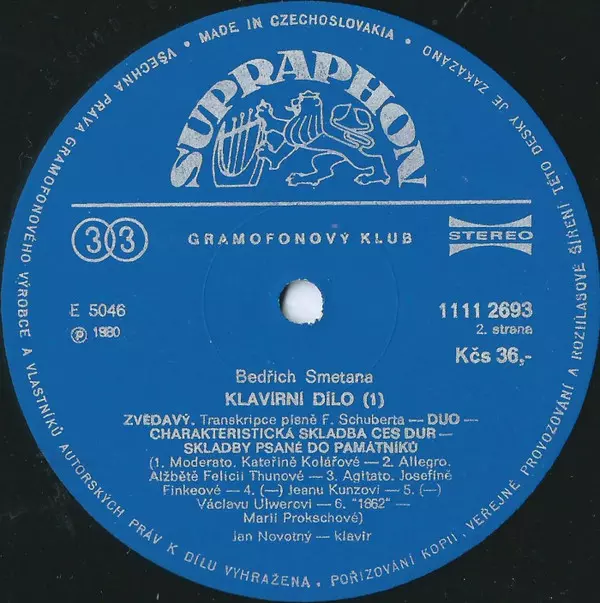 VŠECHNA PRÁVA GRAMOFONOVÉHO VÝROBCE A VLASTNÍKŮ AUTORSKÝCH PRÁV K DÍLU VYHRAŽENA. POŘIZOVÁNÍ KOPIÍ, VEŘEJNÉ PROVOZOVÁNÍ A ROZHLASOVÉ ŠÍŘENÍ TÉTO DESKY JE ZAKÁZÁNO • MADE IN CZECHOSLOVAKIA •
SUPRAPHON
33
GRAMOFONOVÝ KLUB
STEREO
E 5046
1111 2693
℗ 1980
2. strana
Kčs 36,-
Bedřich Smetana
KLAVÍRNÍ DÍLO (1)
ZVĚDAVÝ. Transkripce písně F. Schuberta — DUO —
CHARAKTERISTICKÁ SKLADBA CES DUR —
SKLADBY PSANÉ DO PAMÁTNÍKŮ
(1. Moderato. Kateřině Kolářové — 2. Allegro.
Alžbětě Felicii Thunové — 3. Agitato. Josefině
Finkeové — 4. (—) Jeanu Kunzovi — 5. (—)
Václavu Ulwerovi — 6. "1862" —
Marii Prokschové)
Jan Novotný — klavír